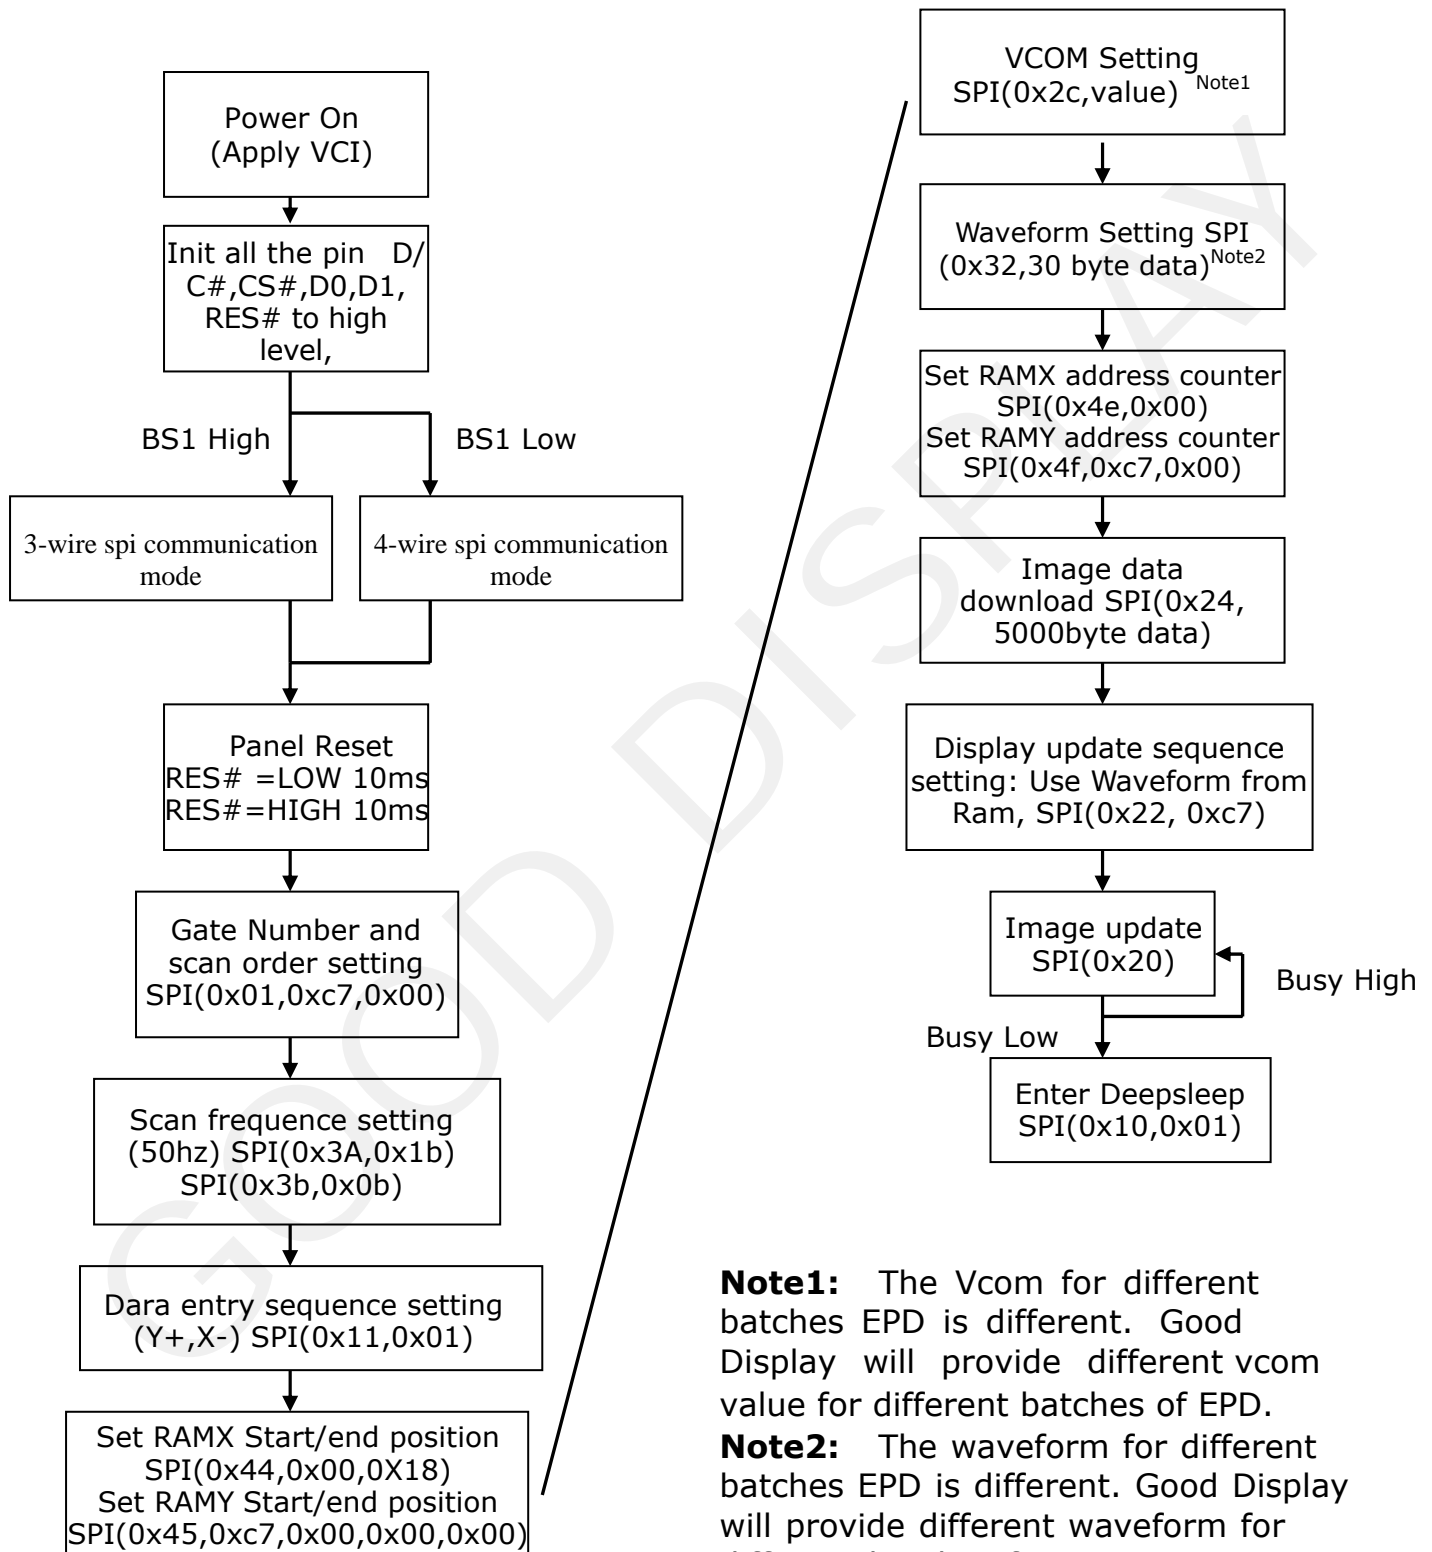 Power On
(Apply VCI)
Init all the pin D/
C#,CS#,D0,D1,
RES# to high
level,
BS1 High
BS1 Low
3-wire spi communication
mode
4-wire spi communication
mode
Panel Reset
RES# =LOW 10ms
RES#=HIGH 10ms
Gate Number and
scan order setting
SPI(0x01,0xc7,0x00)
Scan frequence setting
(50hz) SPI(0x3A,0x1b)
SPI(0x3b,0x0b)
Dara entry sequence setting
(Y+,X-) SPI(0x11,0x01)
Set RAMX Start/end position
SPI(0x44,0x00,0X18)
Set RAMY Start/end position
SPI(0x45,0xc7,0x00,0x00,0x00)
VCOM Setting
SPI(0x2c,value) Note1
Waveform Setting SPI
(0x32,30 byte data)Note2
Set RAMX address counter
SPI(0x4e,0x00)
Set RAMY address counter
SPI(0x4f,0xc7,0x00)
Image data
download SPI(0x24,
5000byte data)
Display update sequence
setting: Use Waveform from
Ram, SPI(0x22, 0xc7)
Image update
SPI(0x20)
Busy High
Busy Low
Enter Deepsleep
SPI(0x10,0x01)
Note1: The Vcom for different
batches EPD is different. Good
Display will provide different vcom
value for different batches of EPD.
Note2: The waveform for different
batches EPD is different. Good Display
will provide different waveform for
GOOD DISPLAY